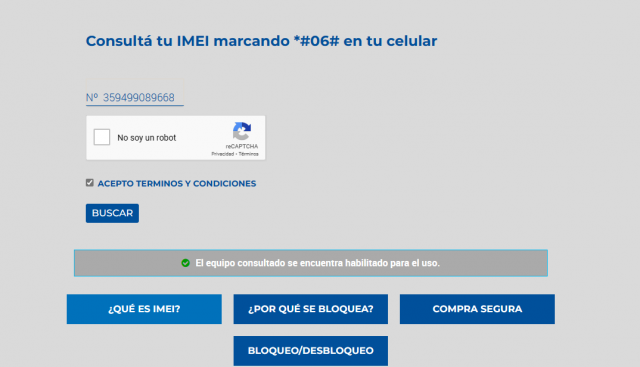 Consultá tu IMEI marcando *#06# en tu celular
Nº 359499089668
No soy un robot
reCAPTCHA
Privacidad - Términos
ACEPTO TERMINOS Y CONDICIONES
BUSCAR
El equipo consultado se encuentra habilitado para el uso.
¿QUÉ ES IMEI?
¿POR QUÉ SE BLOQUEA?
COMPRA SEGURA
BLOQUEO/DESBLOQUEO